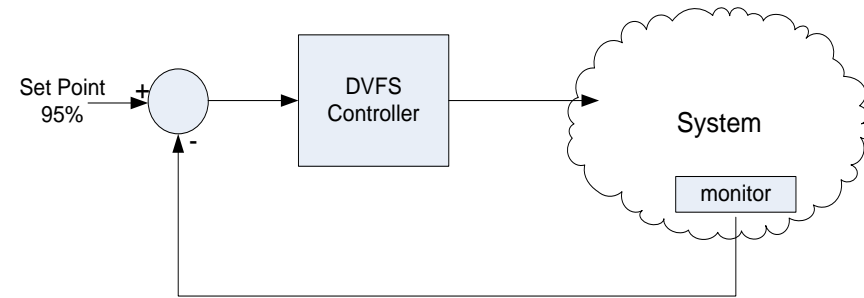 Set Point
95%
+
-
DVFS
Controller
System
monitor